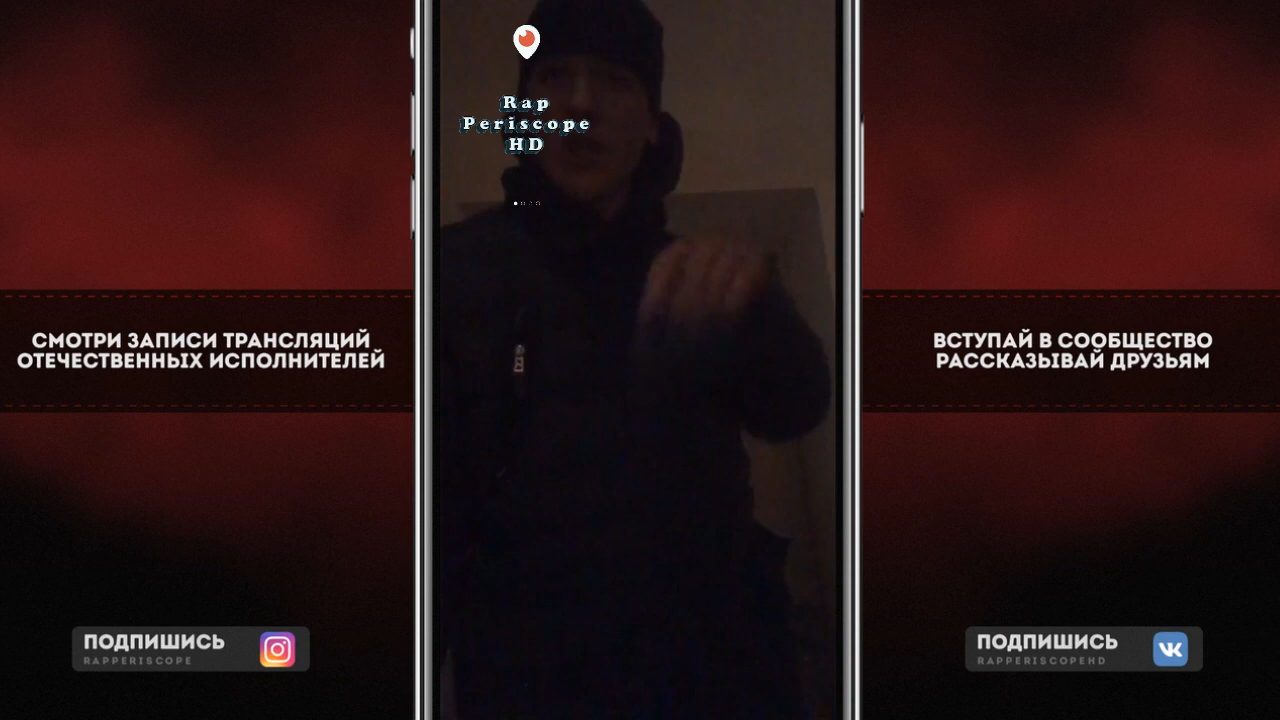 Rap
Periscope
HD
СМОТРИ ЗАПИСИ ТРАНСЛЯЦИЙ
ОТЕЧЕСТВЕННЫХ ИСПОЛНИТЕЛЕЙ
ВСТУПАЙ В СООБЩЕСТВО
РАССКАЗЫВАЙ ДРУЗЬЯМ
ПОДПИШИСЬ
RAPPERISCOPE
ПОДПИШИСЬ
RAPPERISCOPEHD